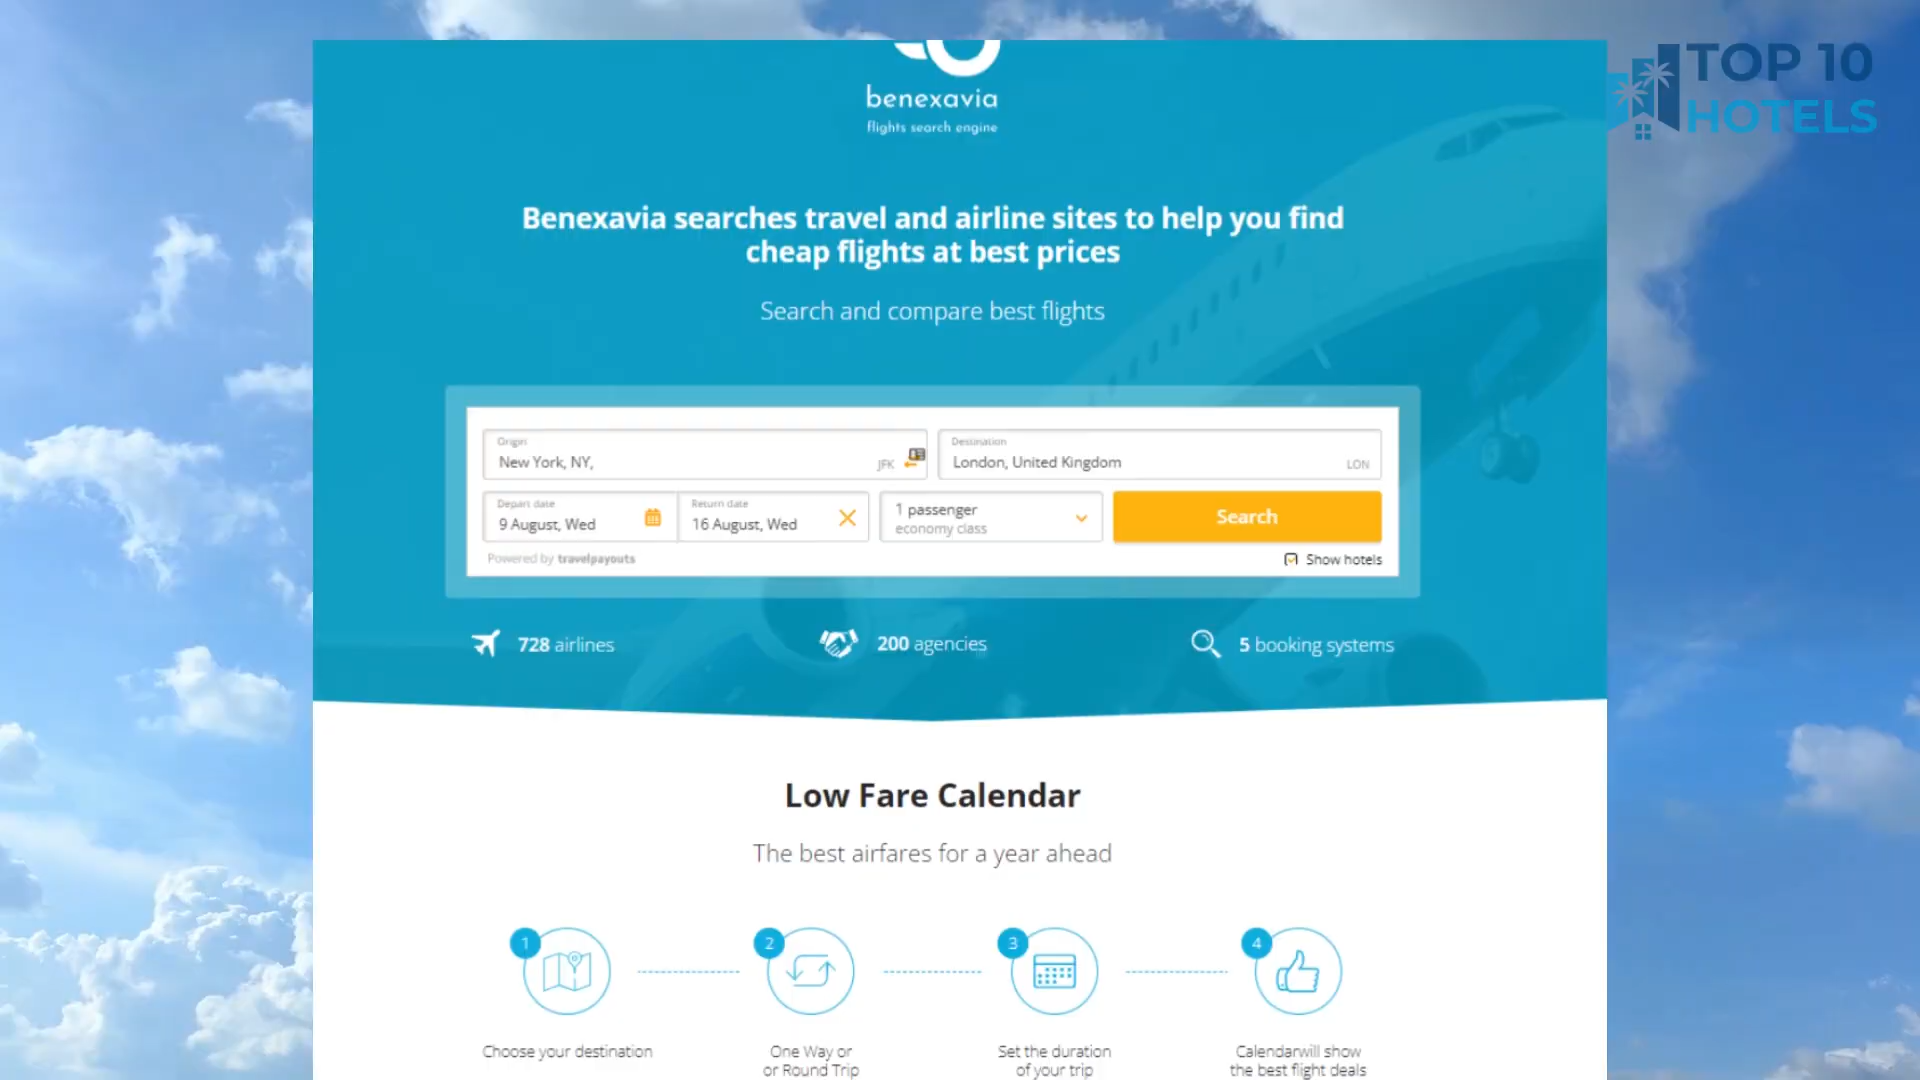 TOP 10
HOTELS
benexavia
flights search engine
Benexavia searches travel and airline sites to help you find
cheap flights at best prices
Search and compare best flights
Origin
New York, NY,
JFK
Destination
London, United Kingdom
LON
Depart date
9 August, Wed
Return date
16 August, Wed
1 passenger
economy class
Search
Powered by travelpayouts
Show hotels
728 airlines
200 agencies
5 booking systems
Low Fare Calendar
The best airfares for a year ahead
1
2
3
4
Choose your destination
One Way or
or Round Trip
Set the duration
of your trip
Calendarwill show
the best flight deals